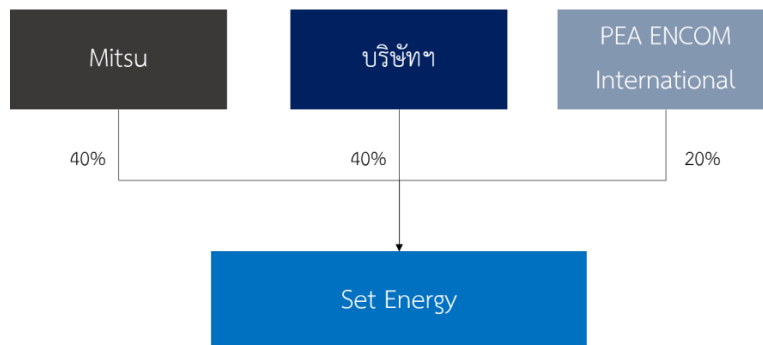 Mitsu
บริษัทฯ
PEA ENCOM
International
40%
40%
20%
Set Energy